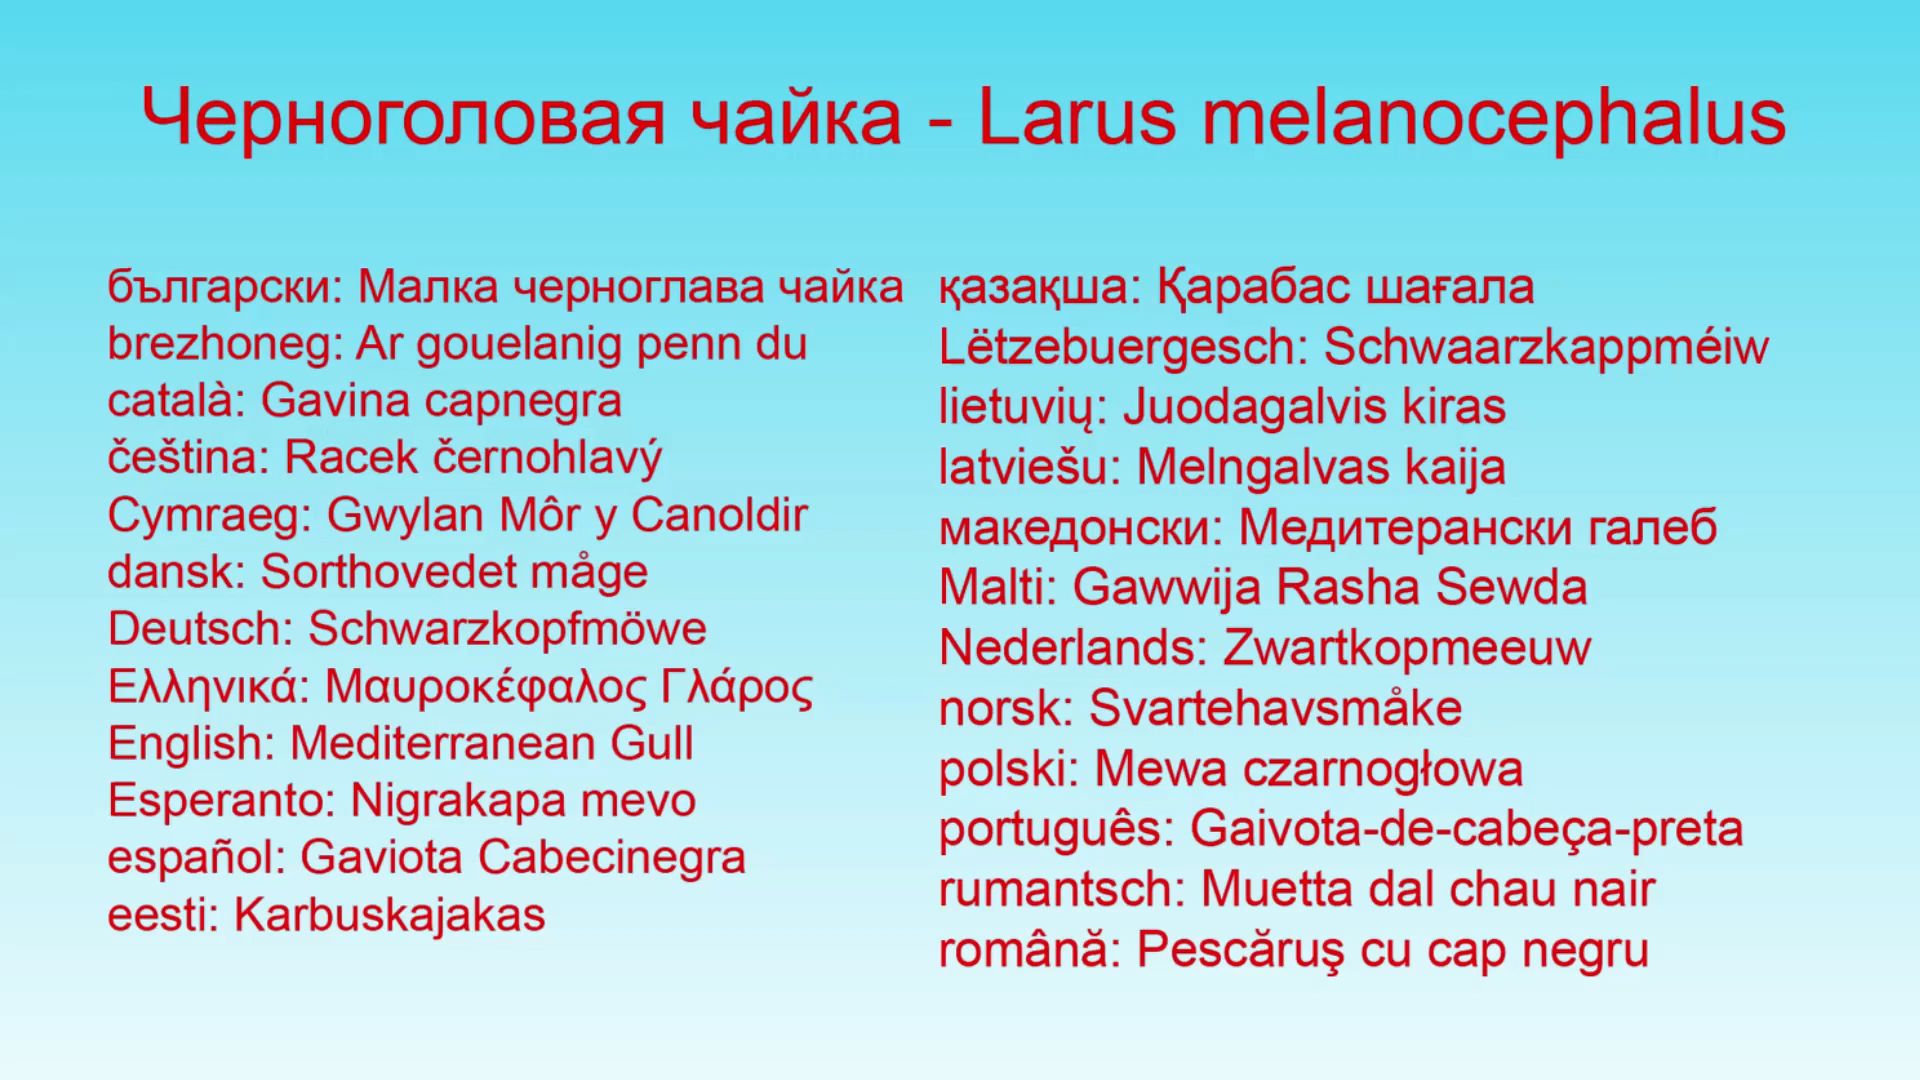 Черноголовая чайка - Larus melanocephalus
български: Малка черноглава чайка
brezhoneg: Ar gouelanig penn du
català: Gavina capnegra
čeština: Racek černohlavý
Cymraeg: Gwylan Môr y Canoldir
dansk: Sorthovedet måge
Deutsch: Schwarzkopfmöwe
Ελληνικά: Μαυροκέφαλος Γλάρος
English: Mediterranean Gull
Esperanto: Nigrakapa mevo
español: Gaviota Cabecinegra
eesti: Karbuskajakas
қазақша: Қарабас шағала
Lëtzebuergesch: Schwaarzkappméiw
lietuvių: Juodagalvis kiras
latviešu: Melngalvas kaija
македонски: Медитерански галеб
Malti: Gawwija Rasha Sewda
Nederlands: Zwartkopmeeuw
norsk: Svartehavsmåke
polski: Mewa czarnogłowa
português: Gaivota-de-cabeça-preta
rumantsch: Muetta dal chau nair
română: Pescăruş cu cap negru